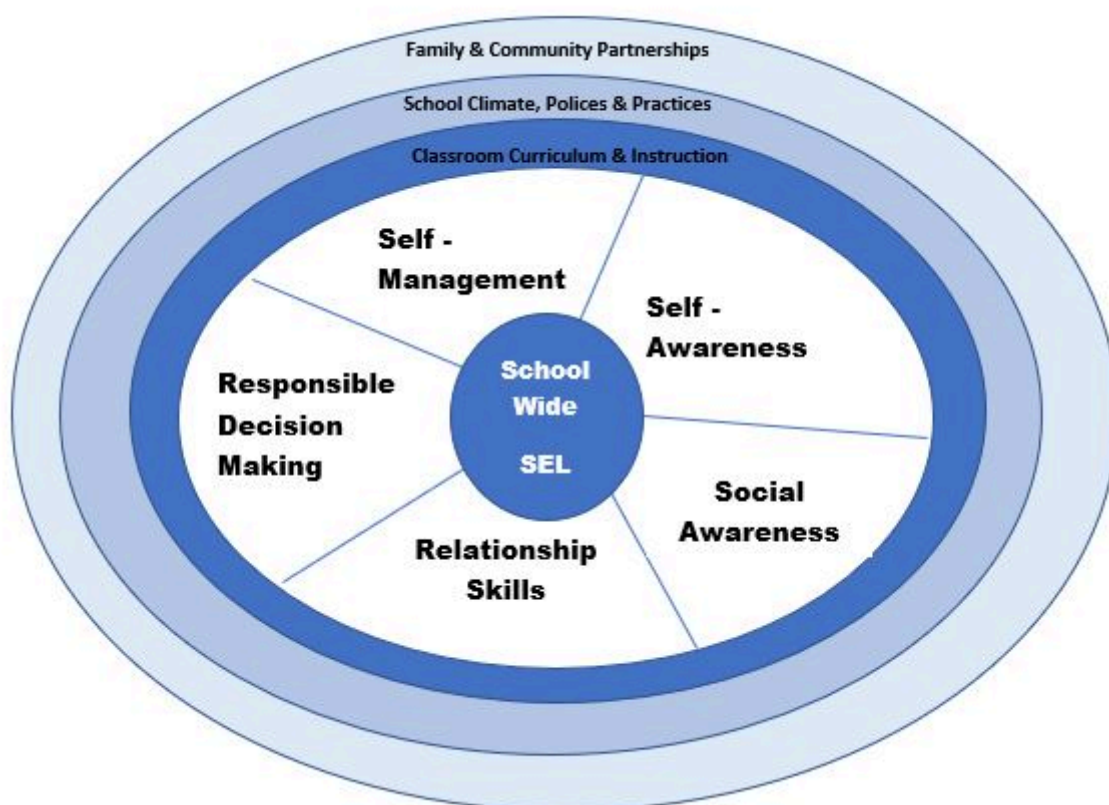 Family & Community Partnerships
School Climate, Polices & Practices
Classroom Curriculum & Instruction
Self -
Management
Self -
Awareness
Social
Awareness
Relationship
Skills
Responsible
Decision
Making
School
Wide
SEL